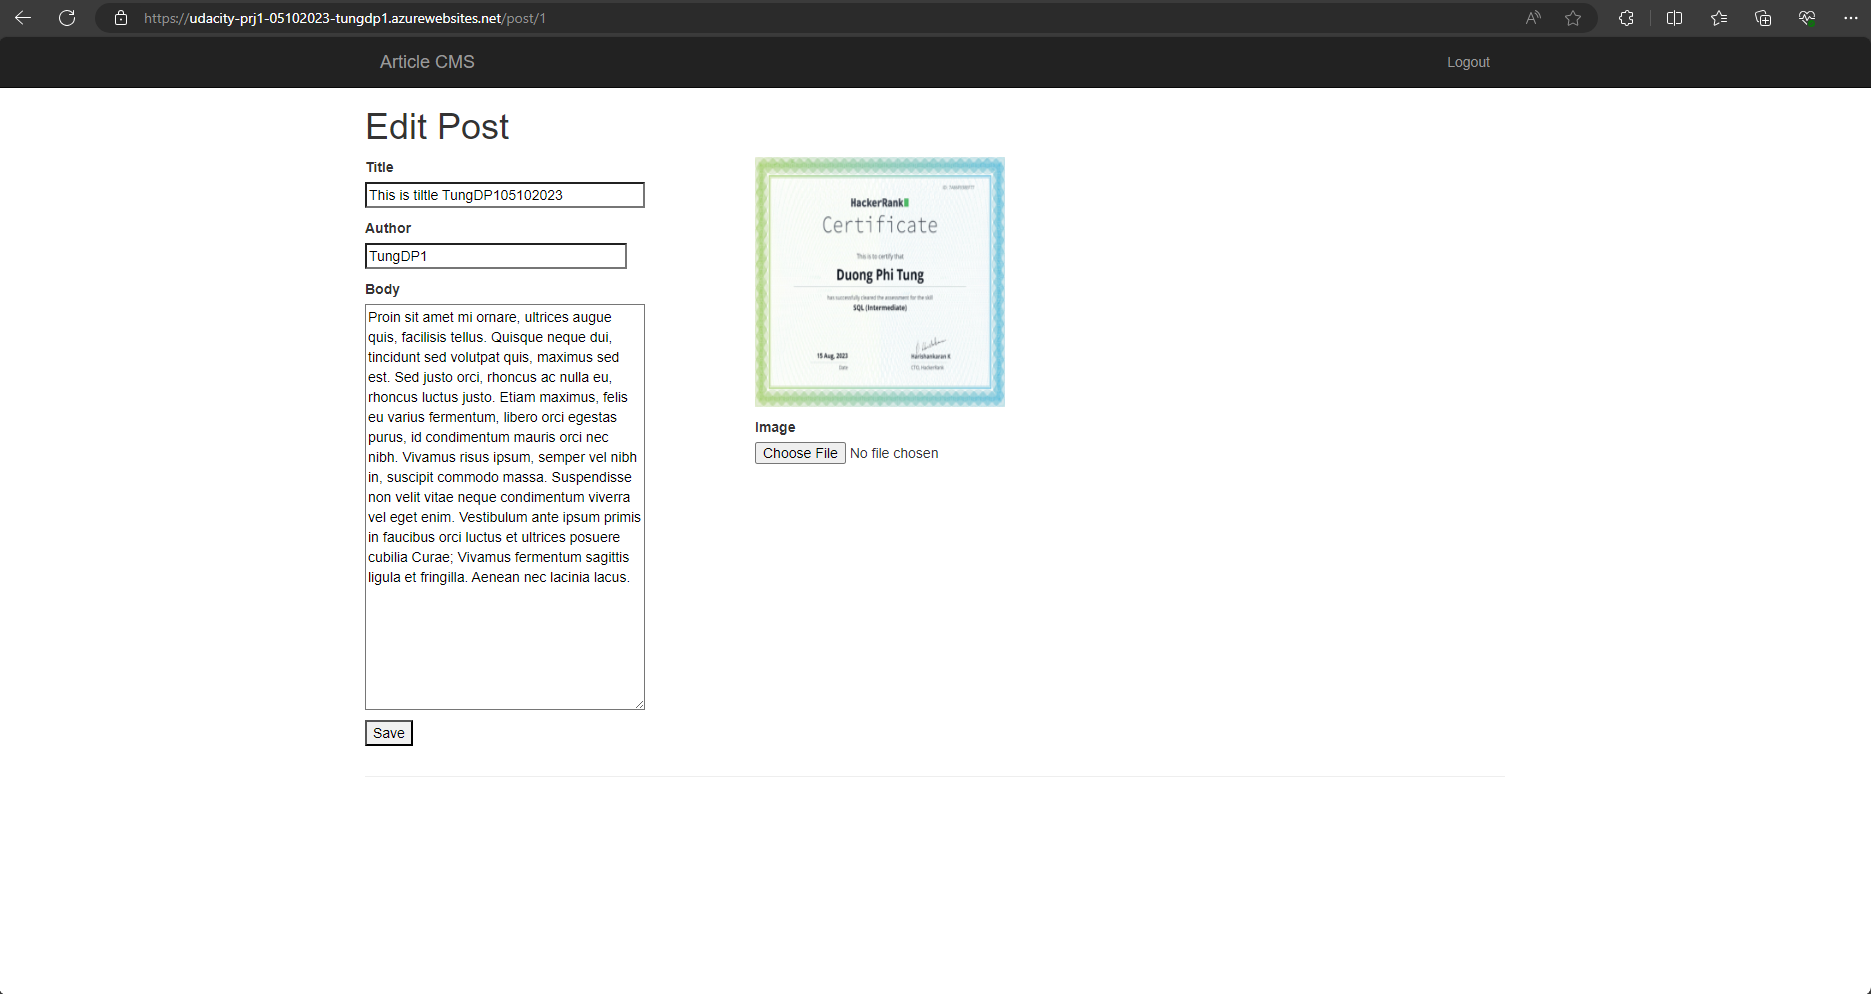 https://udacity-prj1-05102023-tungdp1.azurewebsites.net/post/1
Article CMS
Logout
Edit Post
Title
This is tiltle TungDP105102023
Author
TungDP1
Body
Proin sit amet mi ornare, ultrices augue
quis, facilisis tellus. Quisque neque dui,
tincidunt sed volutpat quis, maximus sed
est. Sed justo orci, rhoncus ac nulla eu,
rhoncus luctus justo. Etiam maximus, felis
eu varius fermentum, libero orci egestas
purus, id condimentum mauris orci nec
nibh. Vivamus risus ipsum, semper vel nibh
in, suscipit commodo massa. Suspendisse
non velit vitae neque condimentum viverra
vel eget enim. Vestibulum ante ipsum primis
in faucibus orci luctus et ultrices posuere
cubilia Curae; Vivamus fermentum sagittis
ligula et fringilla. Aenean nec lacinia lacus.
Save
HackerRank
Certificate
This is to certify that
Duong Phi Tung
has successfully cleared the assessment for the skill
SQL (Intermediate)
15 Aug, 2023
Date
Harishankaran K
CTO, HackerRank
Image
Choose File No file chosen